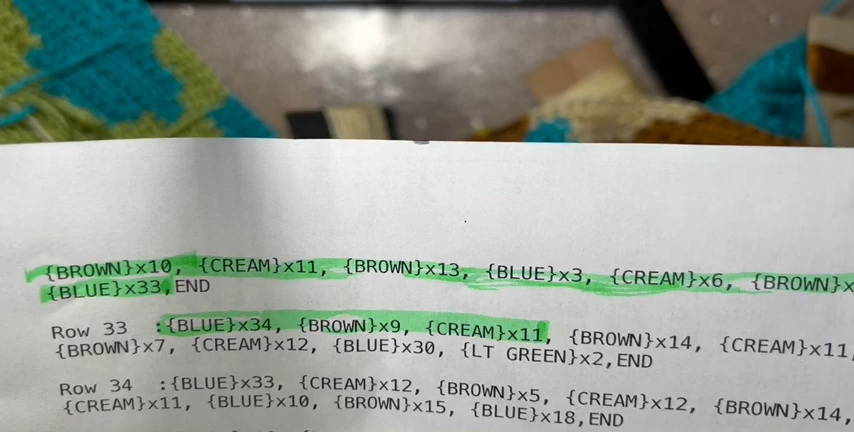 {BROWN}x10, {CREAM}x11, {BROWN}x13, {BLUE}x3, {CREAM}x6, {BROWN}x
{BLUE}x33,END
Row 33 :{BLUE}x34, {BROWN}x9, {CREAM}x11, {BROWN}x14, {CREAM}x11,
{BROWN}x7, {CREAM}x12, {BLUE}x30, {LT GREEN}x2,END
Row 34 :{BLUE}x33, {CREAM}x12, {BROWN}x5, {CREAM}x12, {BROWN}x14,
{CREAM}x11, {BLUE}x10, {BROWN}x15, {BLUE}x18,END